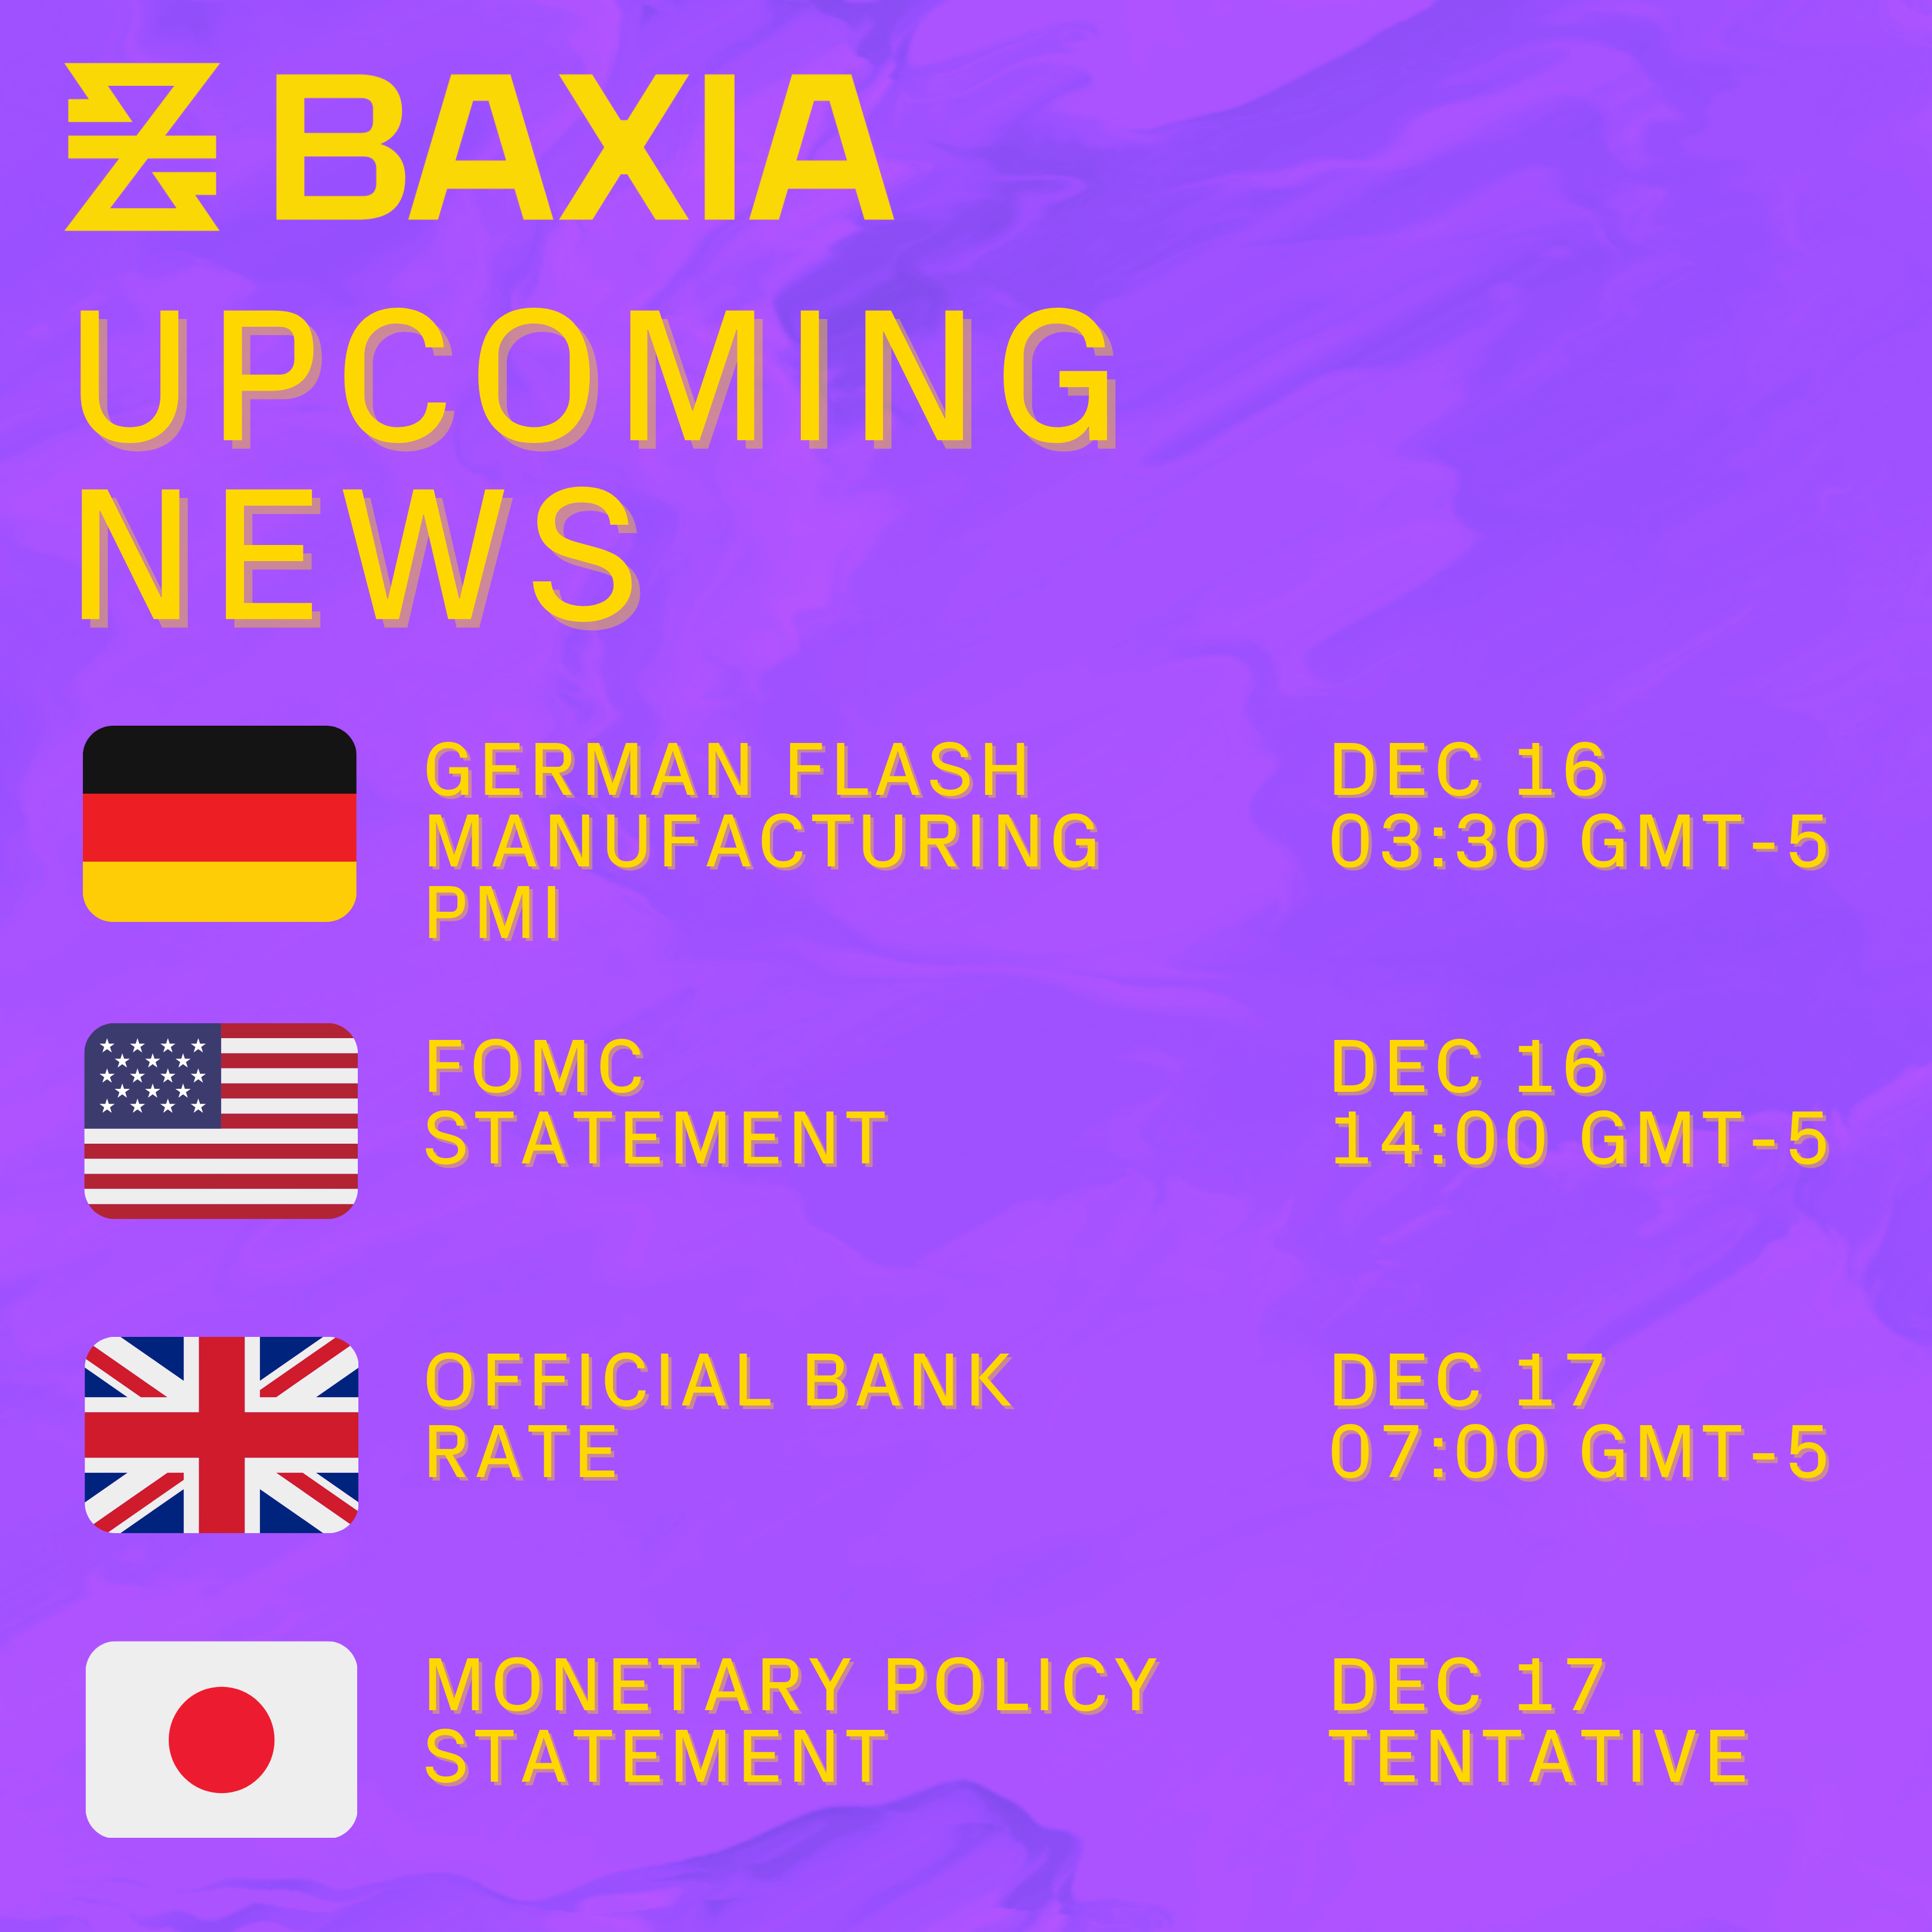 BAXIA
UPCOMING
NEWS
GERMAN FLASH
MANUFACTURING
PMI
DEC 16
03:30 GMT-5
FOMC
STATEMENT
DEC 16
14:00 GMT-5
OFFICIAL BANK
RATE
DEC 17
07:00 GMT-5
MONETARY POLICY
STATEMENT
DEC 17
TENTATIVE